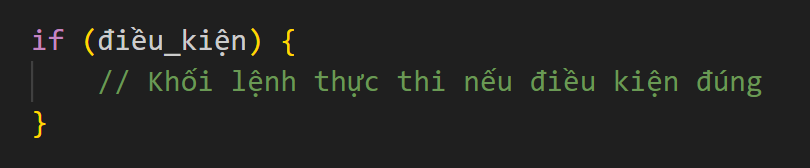 if (điều_kiện) {
// Khối lệnh thực thi nếu điều kiện đúng
}